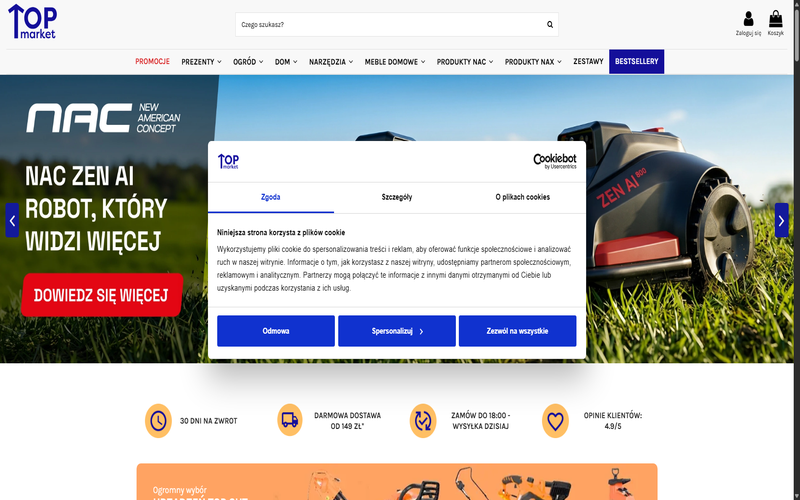 TOP
market
Czego szukasz?
Zaloguj się
Koszyk
PROMOCJE
PREZENTY
OGRÓD
DOM
NARZĘDZIA
MEBLE DOMOWE
PRODUKTY NAC
PRODUKTY NAX
ZESTAWY
BESTSELLERY
NAC NEW
AMERICAN
CONCEPT
NAC ZEN AI
ROBOT, KTÓRY
WIDZI WIĘCEJ
DOWIEDZ SIĘ WIĘCEJ
ZEN AI 800
TOP
market
Cookiebot
by Usercentrics
Zgoda
Szczegóły
O plikach cookies
Niniejsza strona korzysta z plików cookie
Wykorzystujemy pliki cookie do spersonalizowania treści i reklam, aby oferować funkcje społecznościowe i analizować
ruch w naszej witrynie. Informacje o tym, jak korzystasz z naszej witryny, udostępniamy partnerom społecznościowym,
reklamowym i analitycznym. Partnerzy mogą połączyć te informacje z innymi danymi otrzymanymi od Ciebie lub
uzyskanymi podczas korzystania z ich usług.
Odmowa
Spersonalizuj
Zezwól na wszystkie
30 DNI NA ZWROT
DARMOWA DOSTAWA
OD 149 ZŁ*
ZAMÓW DO 18:00 -
WYSYŁKA DZISIAJ
OPINIE KLIENTÓW:
4.9/5
Ogromny wybór